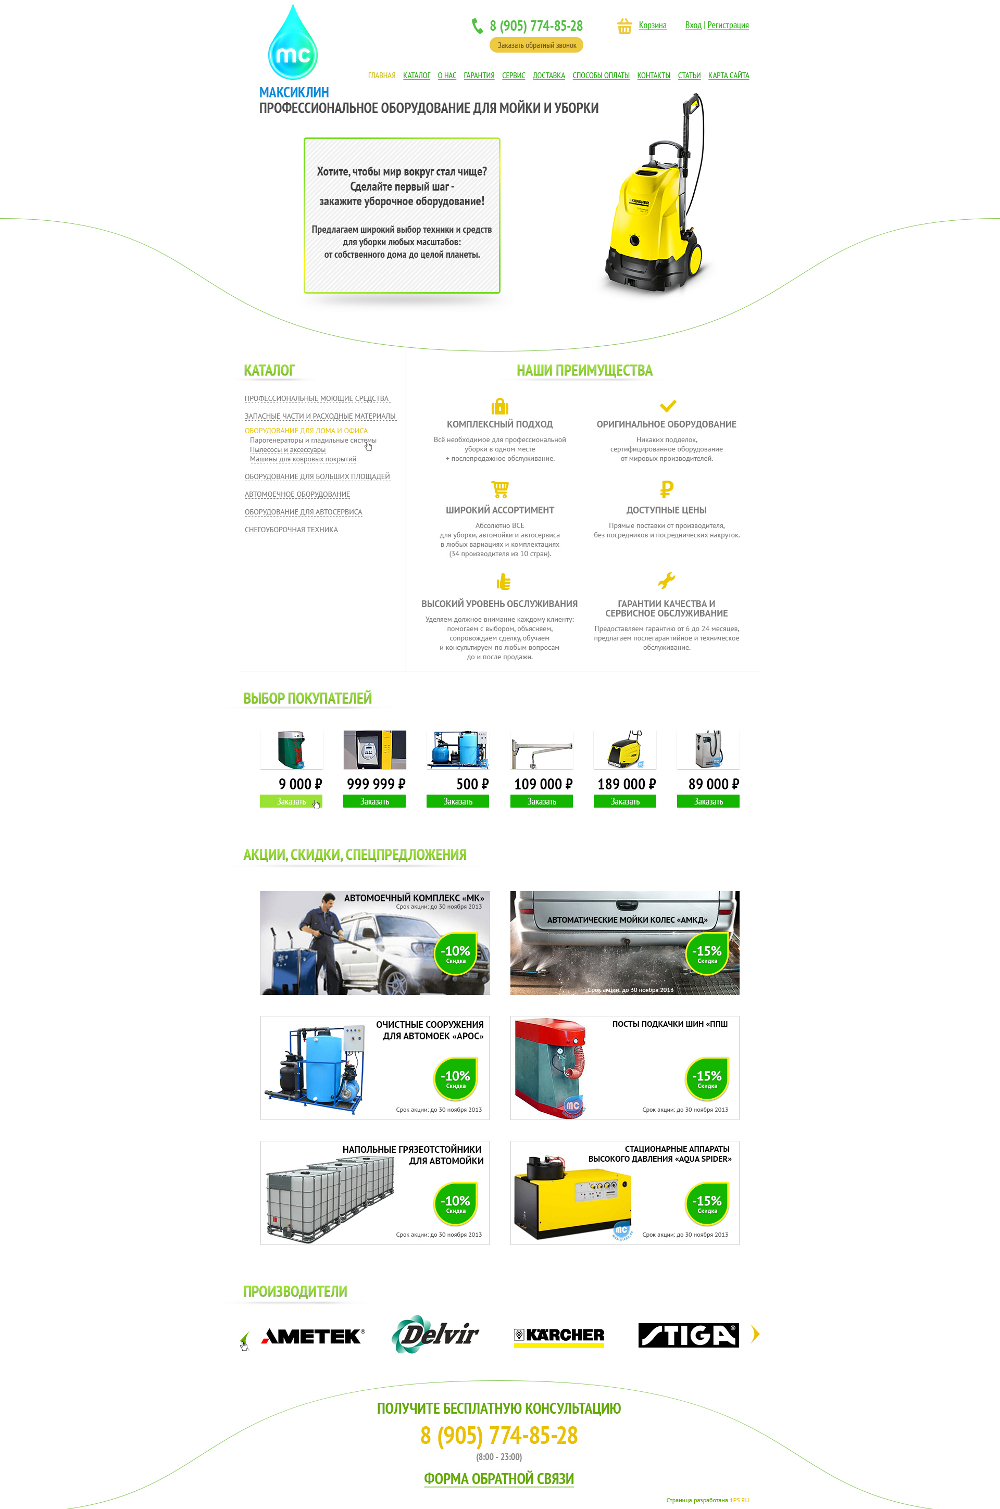 mc
МАКСИКЛИН
8 (905) 774-85-28
Заказать обратный звонок
Корзина
Вход | Регистрация
ГЛАВНАЯ КАТАЛОГ О НАС ГАРАНТИЯ СЕРВИС ДОСТАВКА СПОСОБЫ ОПЛАТЫ КОНТАКТЫ СТАТЬИ КАРТА САЙТА
ПРОФЕССИОНАЛЬНОЕ ОБОРУДОВАНИЕ ДЛЯ МОЙКИ И УБОРКИ
Хотите, чтобы мир вокруг стал чище?
Сделайте первый шаг -
закажите уборочное оборудование!
Предлагаем широкий выбор техники и средств
для уборки любых масштабов:
от собственного дома до целой планеты.
КАТАЛОГ
ПРОФЕССИОНАЛЬНЫЕ МОЮЩИЕ СРЕДСТВА
ЗАПАСНЫЕ ЧАСТИ И РАСХОДНЫЕ МАТЕРИАЛЫ
ОБОРУДОВАНИЕ ДЛЯ ДОМА И ОФИСА
Парогенераторы и гладильные системы
Пылесосы и аксессуары
Машины для ковровых покрытий
ОБОРУДОВАНИЕ ДЛЯ БОЛЬШИХ ПЛОЩАДЕЙ
АВТОМОЕЧНОЕ ОБОРУДОВАНИЕ
ОБОРУДОВАНИЕ ДЛЯ АВТОСЕРВИСА
СНЕГОУБОРОЧНАЯ ТЕХНИКА
НАШИ ПРЕИМУЩЕСТВА
КОМПЛЕКСНЫЙ ПОДХОД
Всё необходимое для профессиональной
уборки в одном месте
+ послепродажное обслуживание.
ОРИГИНАЛЬНОЕ ОБОРУДОВАНИЕ
Никаких подделок,
сертифицированное оборудование
от мировых производителей.
ШИРОКИЙ АССОРТИМЕНТ
Абсолютно ВСЕ
для уборки, автомойки и автосервиса
в любых вариациях и комплектациях
(34 производителя из 10 стран).
ДОСТУПНЫЕ ЦЕНЫ
Прямые поставки от производителя,
без посредников и посреднических накруток.
ВЫСОКИЙ УРОВЕНЬ ОБСЛУЖИВАНИЯ
Уделяем должное внимание каждому клиенту:
помогаем с выбором, объясняем,
сопровождаем сделку, обучаем
и консультируем по любым вопросам
до и после продажи.
ГАРАНТИИ КАЧЕСТВА И
СЕРВИСНОЕ ОБСЛУЖИВАНИЕ
Предоставляем гарантию от 6 до 24 месяцев,
предлагаем послегарантийное и техническое
обслуживание.
ВЫБОР ПОКУПАТЕЛЕЙ
9 000 ₽ 999 999 ₽ 500 ₽ 109 000 ₽ 189 000 ₽ 89 000 ₽
Заказать Заказать Заказать Заказать Заказать Заказать
АКЦИИ, СКИДКИ, СПЕЦПРЕДЛОЖЕНИЯ
АВТОМОЕЧНЫЙ КОМПЛЕКС «МК»
Срок акции: до 30 ноября 2013
-10%
Скидка
АВТОМАТИЧЕСКИЕ МОЙКИ КОЛЕС «АМКД»
-15%
Скидка
Срок акции: до 30 ноября 2013
ОЧИСТНЫЕ СООРУЖЕНИЯ
ДЛЯ АВТОМОЕК «АРОС»
-10%
Скидка
Срок акции: до 30 ноября 2013
ПОСТЫ ПОДКАЧКИ ШИН «ППШ
-15%
Скидка
Срок акции: до 30 ноября 2013
НАПОЛЬНЫЕ ГРЯЗЕОТСТОЙНИКИ
ДЛЯ АВТОМОЙКИ
-10%
Скидка
Срок акции: до 30 ноября 2013
СТАЦИОНАРНЫЕ АППАРАТЫ
ВЫСОКОГО ДАВЛЕНИЯ «AQUA SPIDER»
-15%
Скидка
Срок акции: до 30 ноября 2013
ПРОИЗВОДИТЕЛИ
AMETEK®
Delvir
KÄRCHER
STIGA®
ПОЛУЧИТЕ БЕСПЛАТНУЮ КОНСУЛЬТАЦИЮ
8 (905) 774-85-28
(8:00 - 23:00)
ФОРМА ОБРАТНОЙ СВЯЗИ
Страница разработана